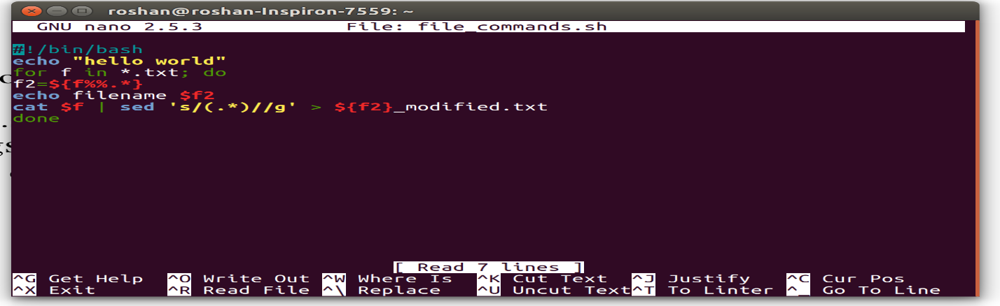 roshan@roshan-Inspiron-7559: ~
GNU nano 2.5.3 File: file_commands.sh
#!/bin/bash
echo "hello world"
for f in *.txt; do
f2=${f%%.*}
echo filename $f2
cat $f | sed 's/(.*)//g' > ${f2}_modified.txt
done
[ Read 7 lines ]
^G Get Help ^O Write Out ^W Where Is ^K Cut Text ^J Justify ^C Cur Pos
^X Exit ^R Read File ^\ Replace ^U Uncut Text ^T To Linter ^_ Go To Line